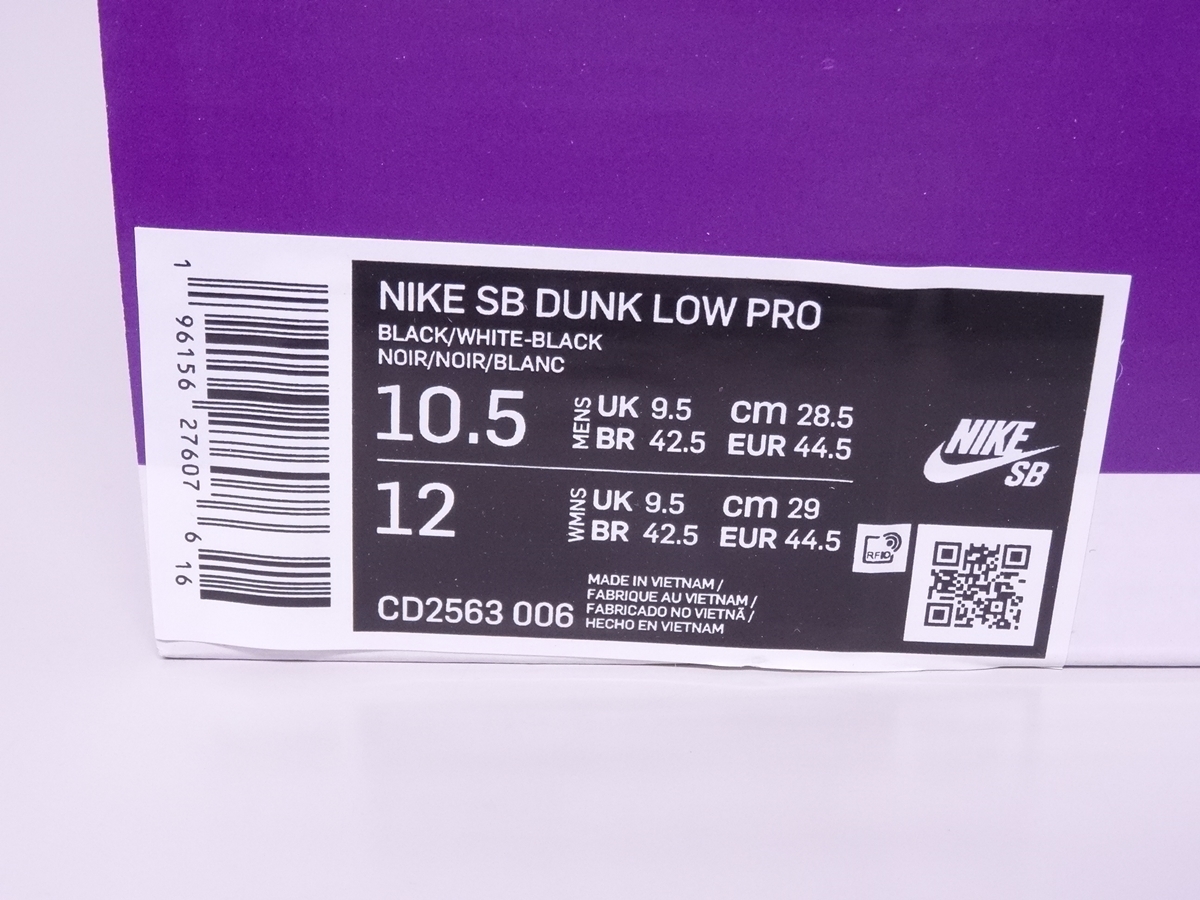 1 96156 27607 6 16
NIKE SB DUNK LOW PRO
BLACK/WHITE-BLACK
NOIR/NOIR/BLANC
10.5 MENS UK 9.5 cm 28.5
BR 42.5 EUR 44.5
12 WMNS UK 9.5 cm 29
BR 42.5 EUR 44.5
CD2563 006
MADE IN VIETNAM /
FABRIQUE AU VIETNAM /
FABRICADO NO VIETNÃ /
HECHO EN VIETNAM
NIKE
SB
RFID